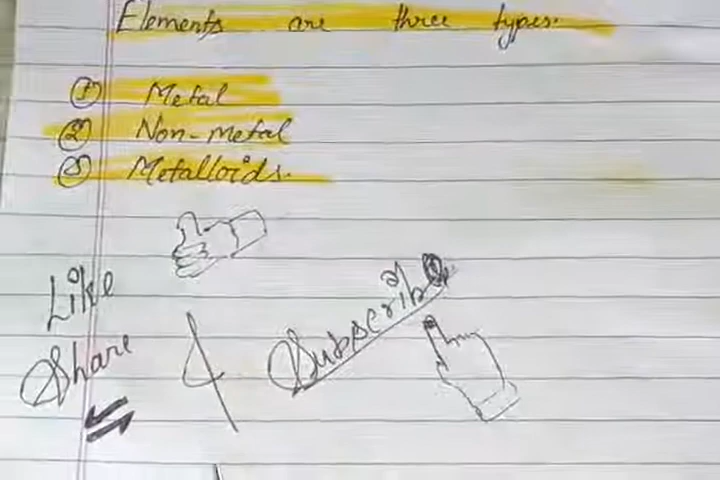 Elements are three types.
① Metal
② Non-metal
③ Metalloids.
Like
Share & Subscribe